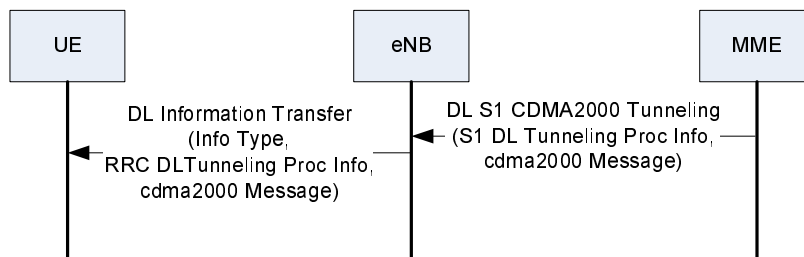 UE
eNB
MME
DL Information Transfer
(Info Type,
RRC DLTunneling Proc Info,
cdma2000 Message)
DL S1 CDMA2000 Tunneling
(S1 DL Tunneling Proc Info,
cdma2000 Message)